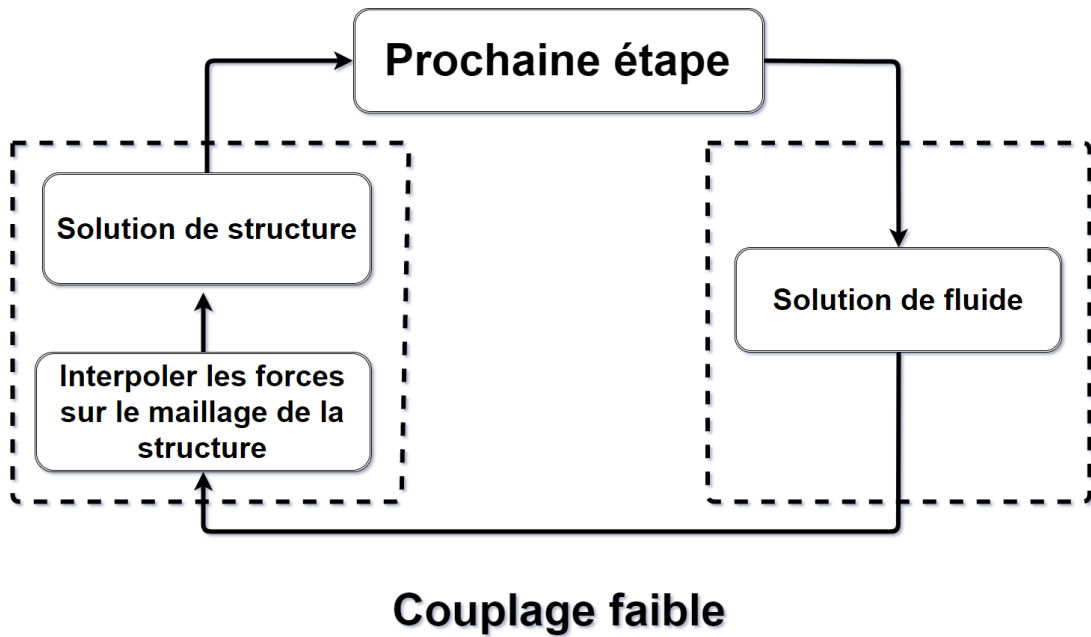 Prochaine étape
Solution de structure
Solution de fluide
Interpoler les forces
sur le maillage de la
structure
Couplage faible